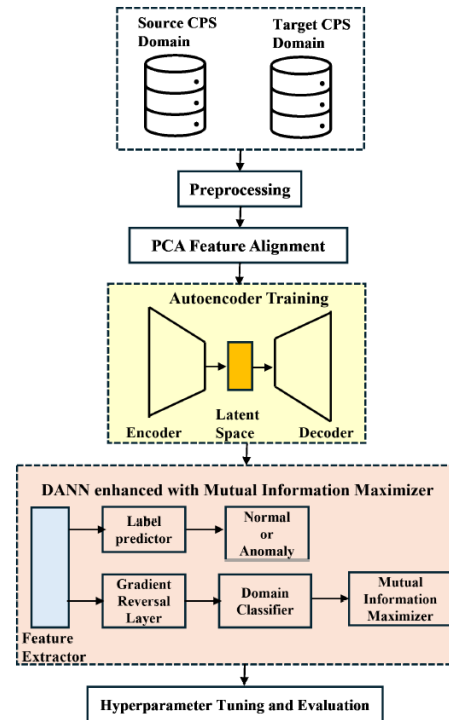 Source CPS
Domain
Target CPS
Domain
Preprocessing
PCA Feature Alignment
Autoencoder Training
Encoder
Latent
Space
Decoder
DANN enhanced with Mutual Information Maximizer
Label
predictor
Normal
or
Anomaly
Feature
Extractor
Gradient
Reversal
Layer
Domain
Classifier
Mutual
Information
Maximizer
Hyperparameter Tuning and Evaluation